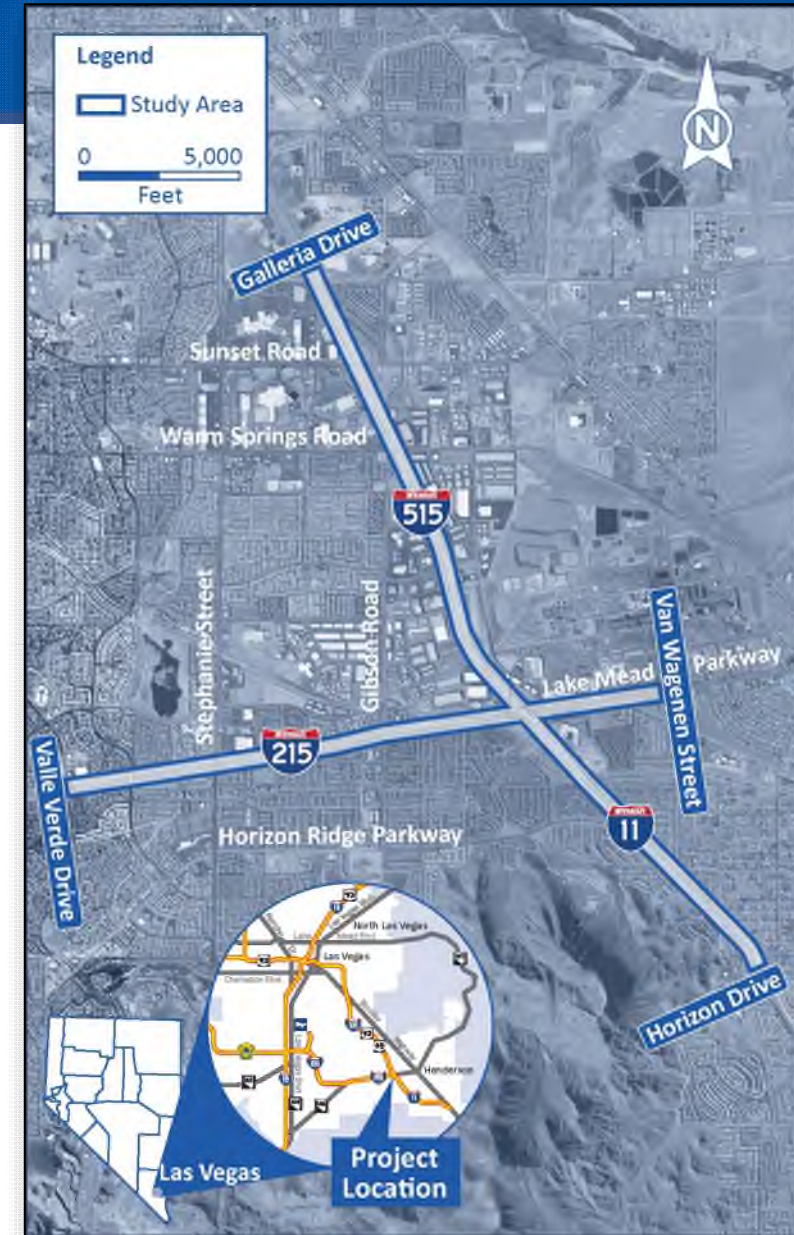 Legend
Study Area
0 5,000
Feet
N
Galleria Drive
Sunset Road
Warm Springs Road
515
Stephanie Street
Gibson Road
Van Wagenen Street
Lake Mead Parkway
215
Valle Verde Drive
11
Horizon Ridge Parkway
Horizon Drive
North Las Vegas
Las Vegas
Henderson
Las Vegas
Project
Location